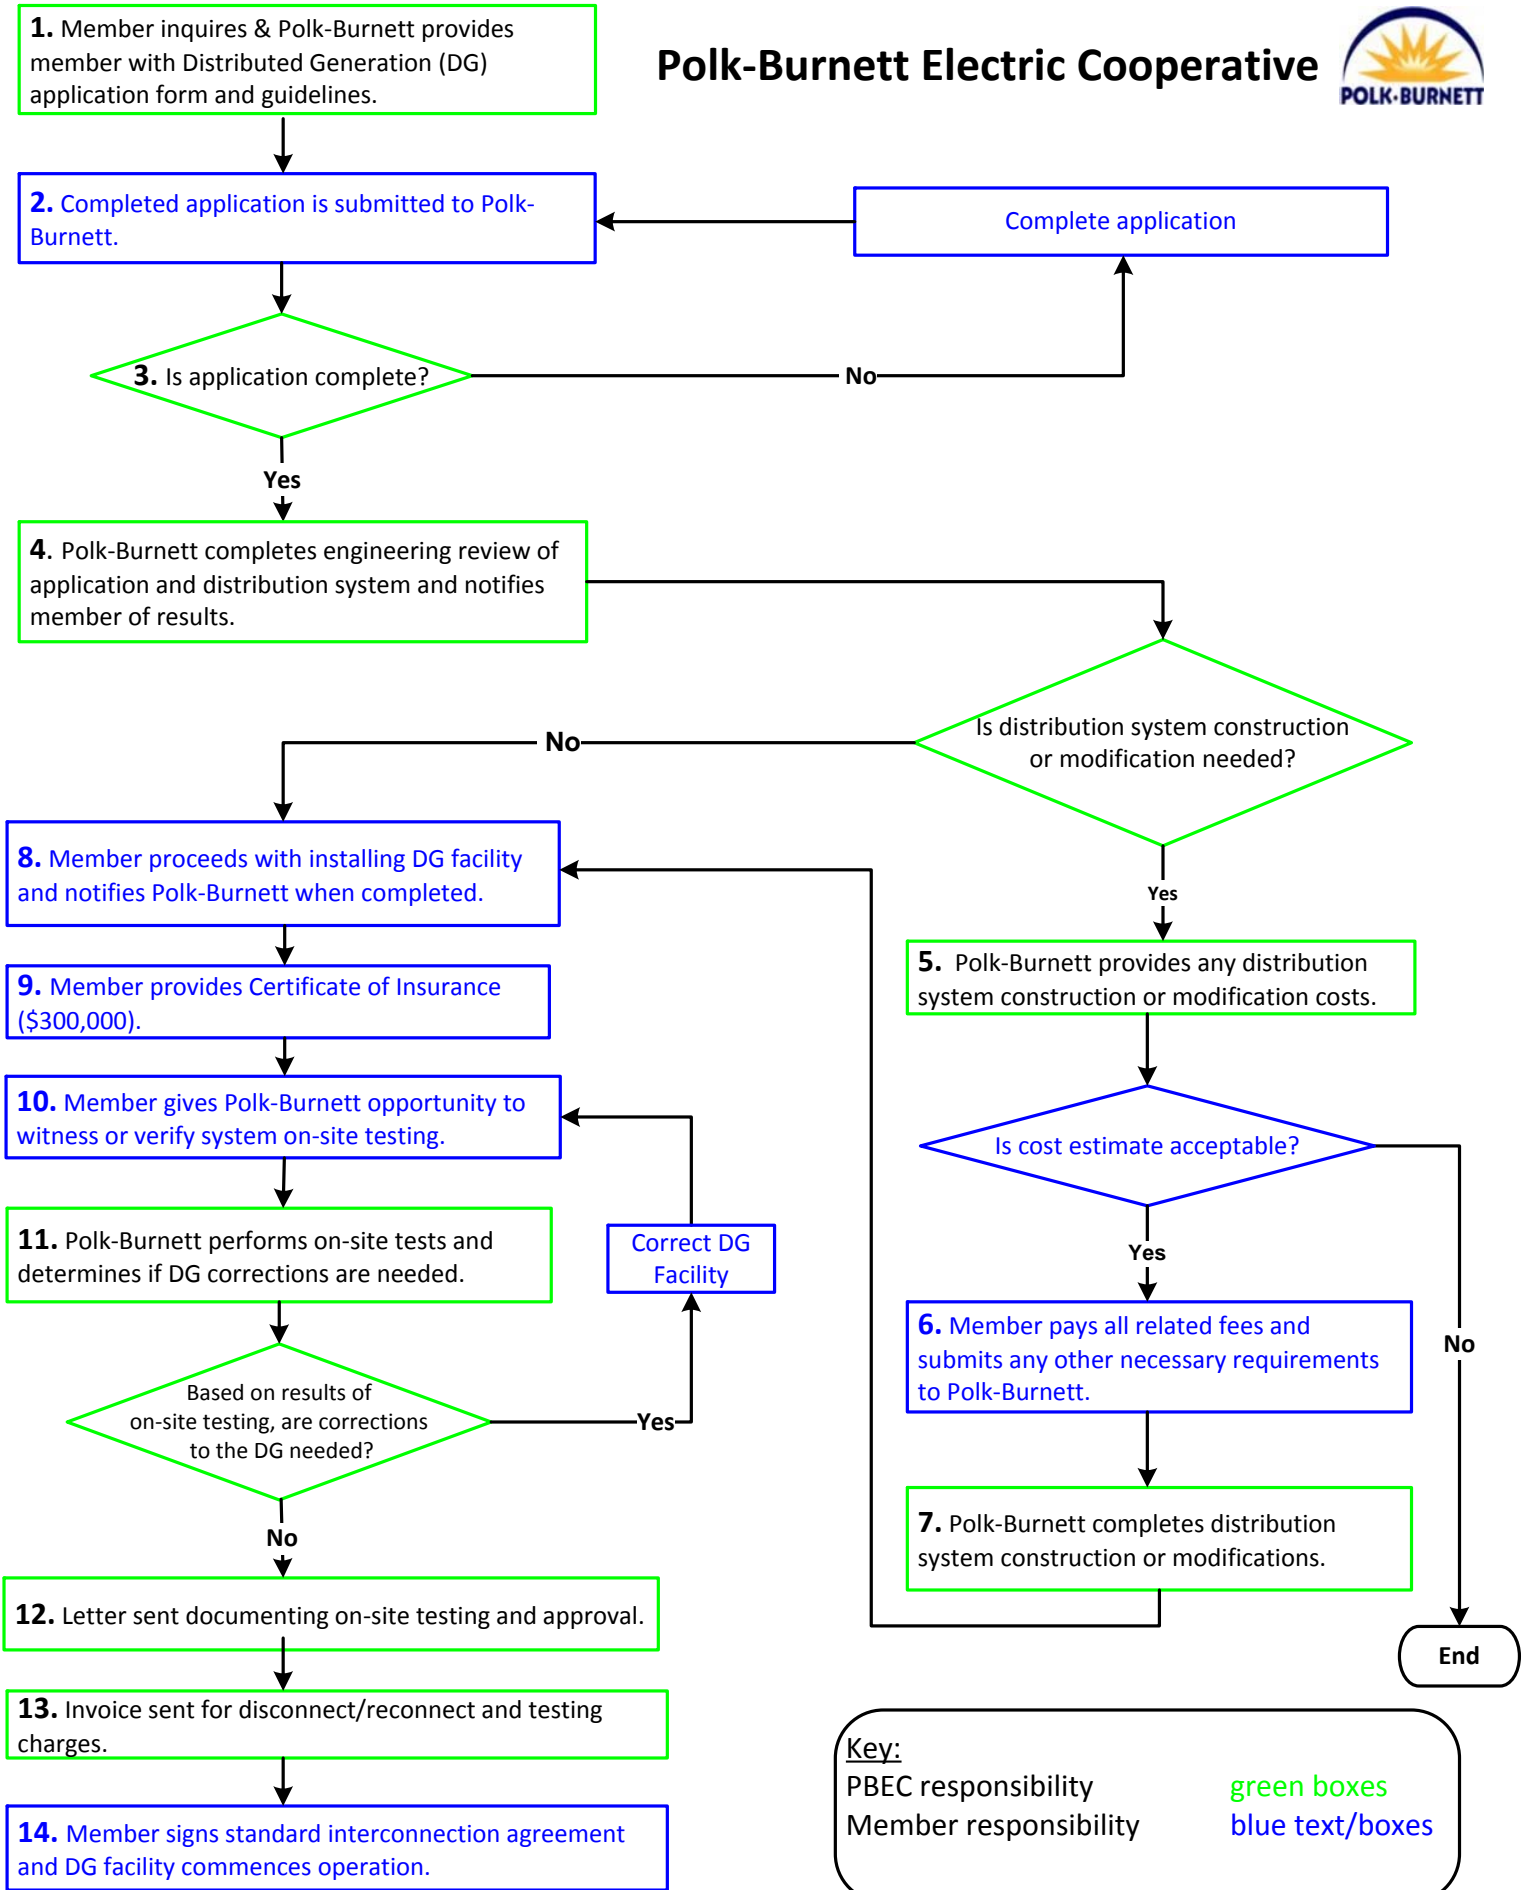 1. Member inquires & Polk-Burnett provides
member with Distributed Generation (DG)
application form and guidelines.
Polk-Burnett Electric Cooperative
POLK·BURNETT
2. Completed application is submitted to Polk-
Burnett.
Complete application
3. Is application complete?
No
Yes
4. Polk-Burnett completes engineering review of
application and distribution system and notifies
member of results.
Is distribution system construction
or modification needed?
No
Yes
8. Member proceeds with installing DG facility
and notifies Polk-Burnett when completed.
9. Member provides Certificate of Insurance
($300,000).
10. Member gives Polk-Burnett opportunity to
witness or verify system on-site testing.
11. Polk-Burnett performs on-site tests and
determines if DG corrections are needed.
Correct DG
Facility
Based on results of
on-site testing, are corrections
to the DG needed?
Yes
No
5. Polk-Burnett provides any distribution
system construction or modification costs.
Is cost estimate acceptable?
Yes
No
6. Member pays all related fees and
submits any other necessary requirements
to Polk-Burnett.
7. Polk-Burnett completes distribution
system construction or modifications.
End
12. Letter sent documenting on-site testing and approval.
13. Invoice sent for disconnect/reconnect and testing
charges.
14. Member signs standard interconnection agreement
and DG facility commences operation.
Key:
PBEC responsibility green boxes
Member responsibility blue text/boxes